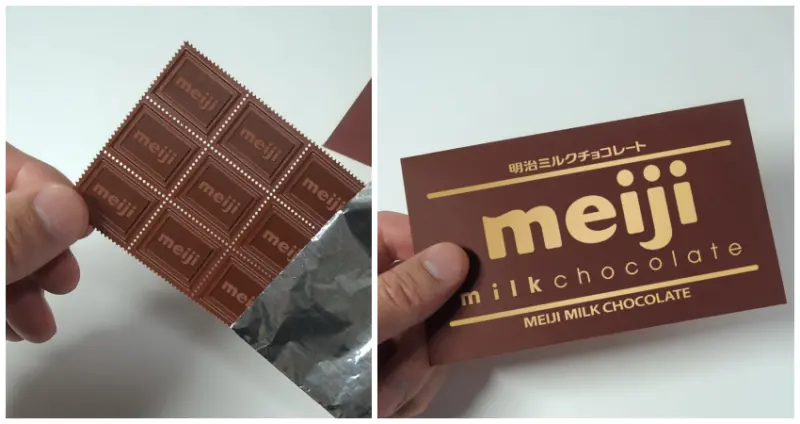 meiji
meiji
meiji
meiji
meiji
meiji
meiji
明治ミルクチョコレート
meiji
milkchocolate
MEIJI MILK CHOCOLATE